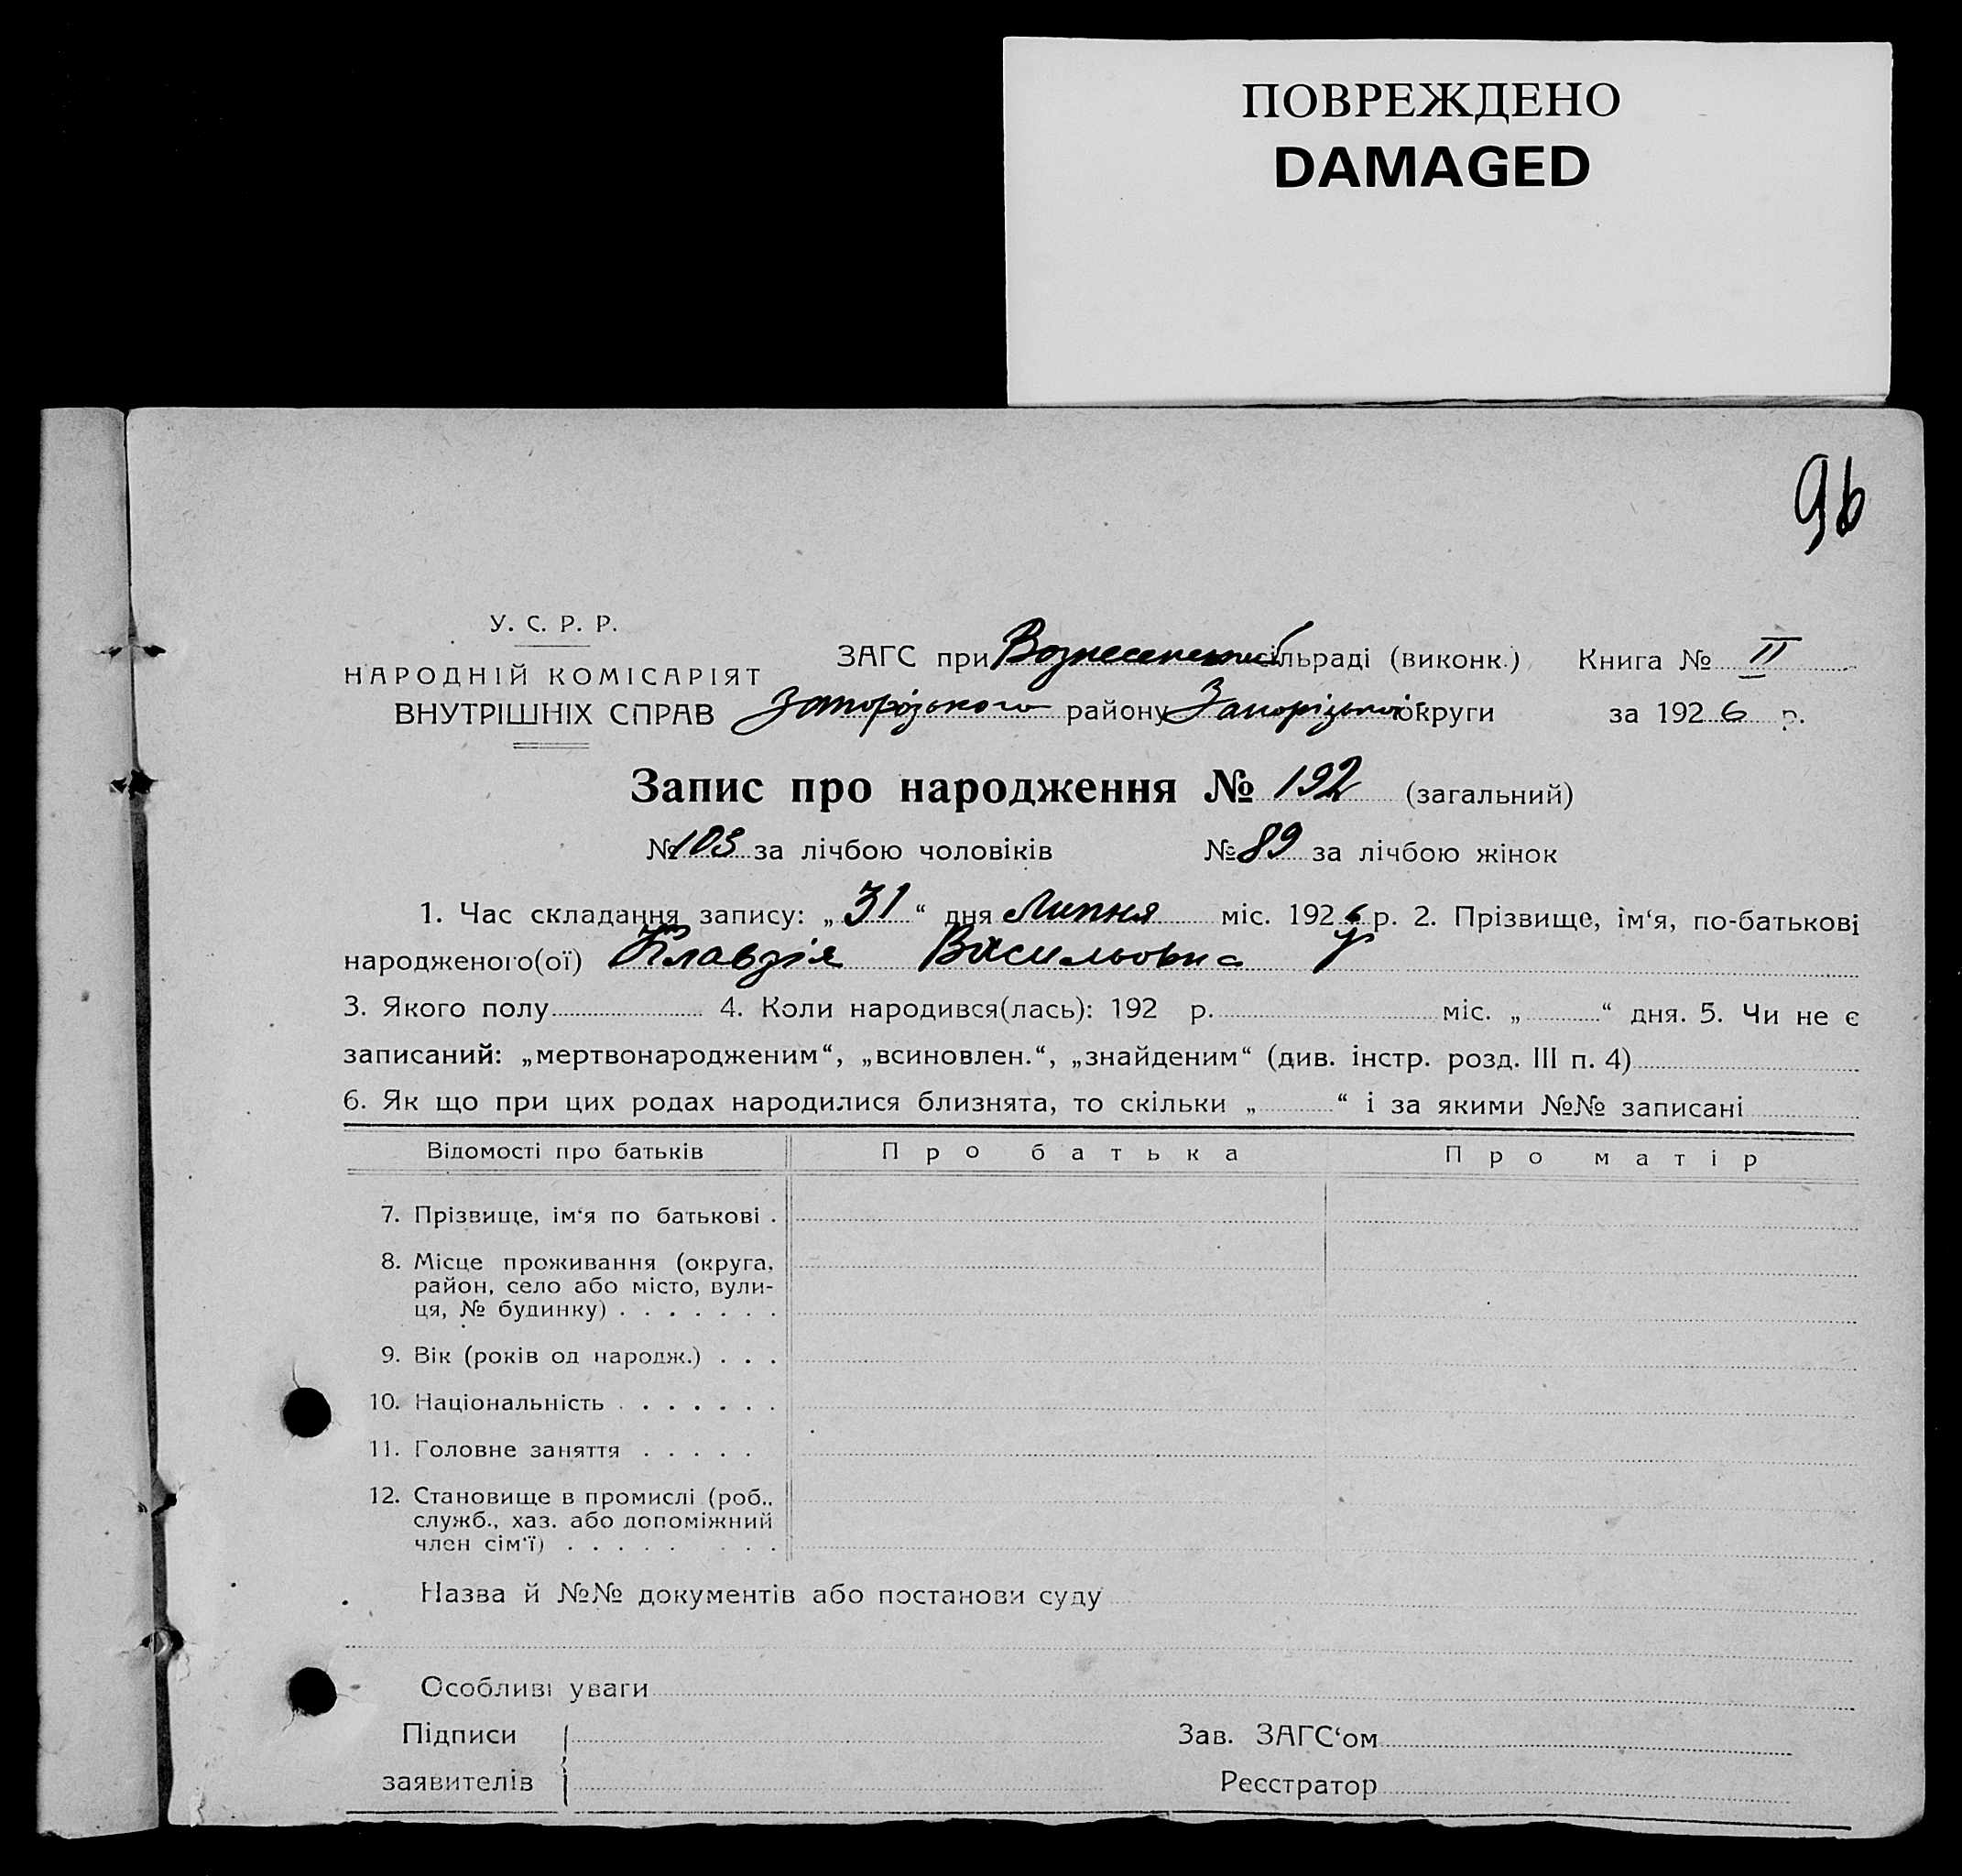 ПОВРЕЖДЕНО
DAMAGED
96
У. С. Р. Р.
НАРОДНІЙ КОМІСАРІЯТ
ВНУТРІШНІХ СПРАВ
ЗАГС при Вознесенській сільраді (виконк.) Книга № II
Запорізького району Запорізької округи за 1926 р.
Запис про народження № 192 (загальний)
№ 103 за лічбою чоловіків № 89 за лічбою жінок
1. Час складання запису: „31“ дня Липня міс. 1926 р. 2. Прізвище, ім‘я, по-батькові
народженого(ої) Клавдія Васильовна
3. Якого полу 4. Коли народився(лась): 192 р. міс. „ “ дня. 5. Чи не є
записаний: „мертвонародженим“, „всиновлен.“, „знайденим“ (див. інстр. розд. III п. 4)
6. Як що при цих родах народилися близнята, то скільки „ “ і за якими №№ записані
Відомості про батьків Про батька Про матір
7. Прізвище, ім‘я по батькові .
8. Місце проживання (округа,
район, село або місто, вули-
ця, № будинку) . . . . . . .
9. Вік (років од народж.) . . .
10. Національність . . . . . . .
11. Головне заняття . . . . .
12. Становище в промислі (роб.,
служб., хаз. або допоміжний
член сім‘ї) . . . . . . . .
Назва й №№ документів або постанови суду
Особливі уваги
Підписи
заявителів
Зав. ЗАГС‘ом
Реєстратор